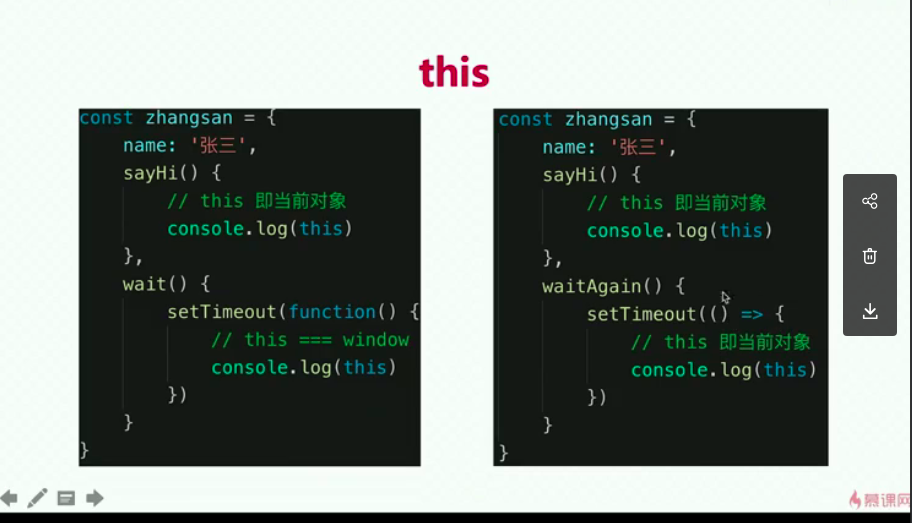 this
const zhangsan = {
name: '张三',
sayHi() {
// this 即当前对象
console.log(this)
},
wait() {
setTimeout(function() {
// this === window
console.log(this)
})
}
}
const zhangsan = {
name: '张三',
sayHi() {
// this 即当前对象
console.log(this)
},
waitAgain() {
setTimeout(() => {
// this 即当前对象
console.log(this)
})
}
}
慕课网